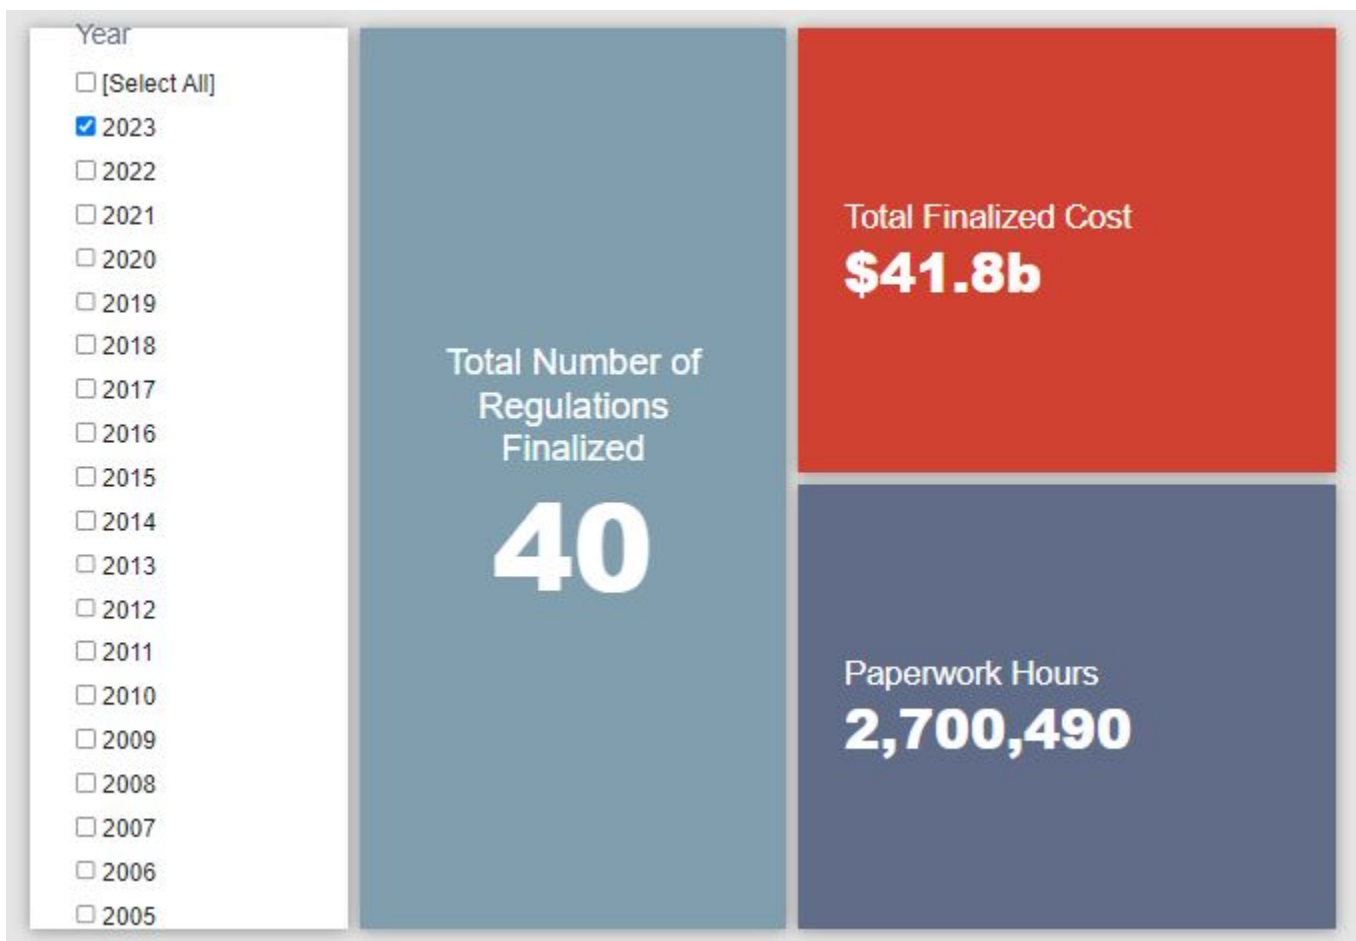 Year
[Select All]
2023
2022
2021
2020
2019
2018
2017
2016
2015
2014
2013
2012
2011
2010
2009
2008
2007
2006
2005
Total Number of
Regulations
Finalized
40
Total Finalized Cost
$41.8b
Paperwork Hours
2,700,490